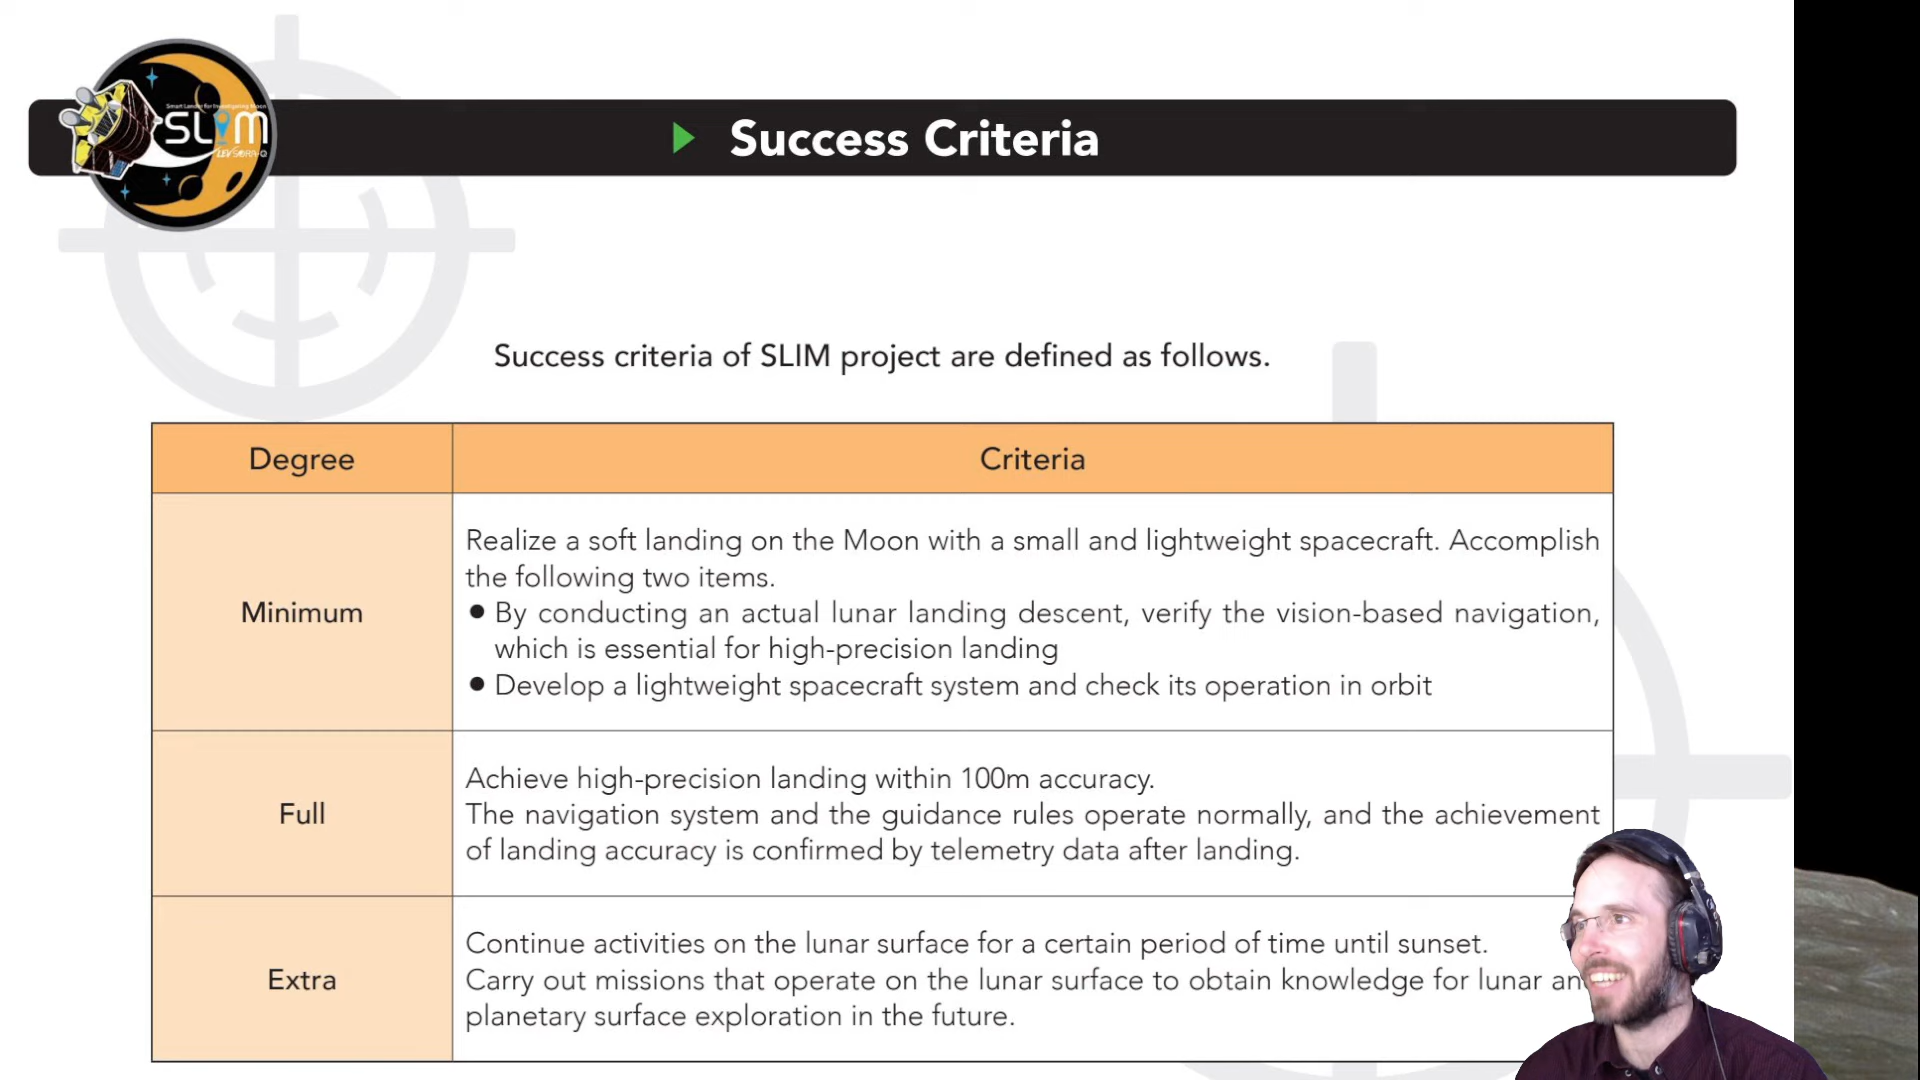 Smart Lander for Investigating Moon
SLIM
Success Criteria
Success criteria of SLIM project are defined as follows.
Degree
Criteria
Minimum
Realize a soft landing on the Moon with a small and lightweight spacecraft. Accomplish
the following two items.
● By conducting an actual lunar landing descent, verify the vision-based navigation,
which is essential for high-precision landing
● Develop a lightweight spacecraft system and check its operation in orbit
Full
Achieve high-precision landing within 100m accuracy.
The navigation system and the guidance rules operate normally, and the achievement
of landing accuracy is confirmed by telemetry data after landing.
Extra
Continue activities on the lunar surface for a certain period of time until sunset.
Carry out missions that operate on the lunar surface to obtain knowledge for lunar an
planetary surface exploration in the future.